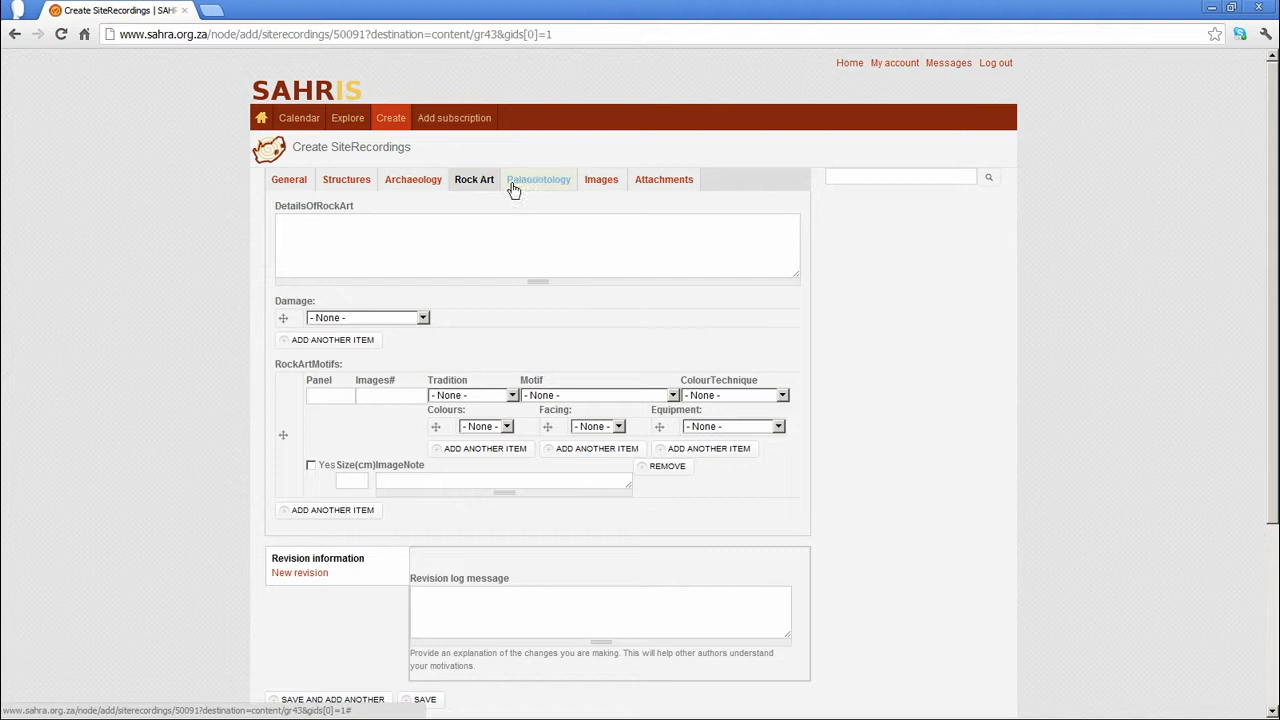 Create SiteRecordings | SAHR
www.sahra.org.za/node/add/siterecordings/50091?destination=content/gr43&gids[0]=1
Home My account Messages Log out
SAHRIS
Calendar Explore Create Add subscription
Create SiteRecordings
General Structures Archaeology Rock Art Palaeontology Images Attachments
DetailsOfRockArt
Damage:
- None -
ADD ANOTHER ITEM
RockArtMotifs:
Panel Images# Tradition Motif ColourTechnique
- None - - None - - None -
Colours: Facing: Equipment:
- None - - None - - None -
ADD ANOTHER ITEM ADD ANOTHER ITEM ADD ANOTHER ITEM
Yes Size(cm) ImageNote REMOVE
ADD ANOTHER ITEM
Revision information
New revision
Revision log message
Provide an explanation of the changes you are making. This will help other authors understand
your motivations.
SAVE AND ADD ANOTHER SAVE
www.sahra.org.za/node/add/siterecordings/50091?destination=content/gr43&gids[0]=1#